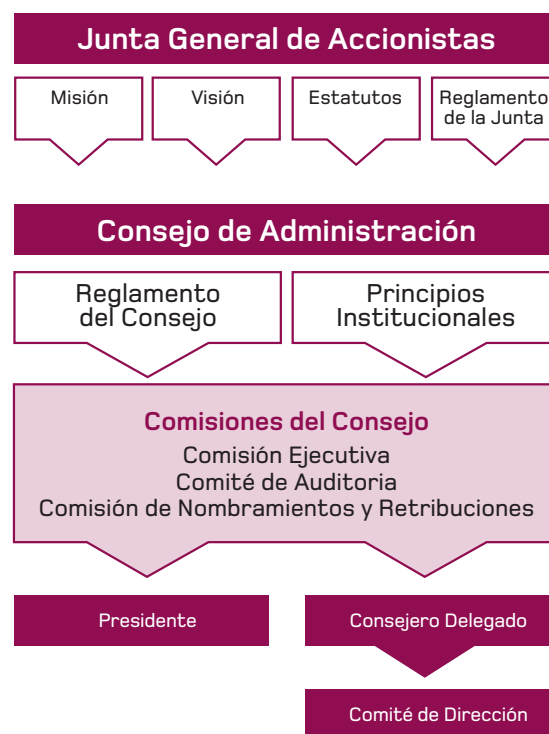 Junta General de Accionistas
Misión
Visión
Estatutos
Reglamento
de la Junta
Consejo de Administración
Reglamento
del Consejo
Principios
Institucionales
Comisiones del Consejo
Comisión Ejecutiva
Comité de Auditoria
Comisión de Nombramientos y Retribuciones
Presidente
Consejero Delegado
Comité de Dirección